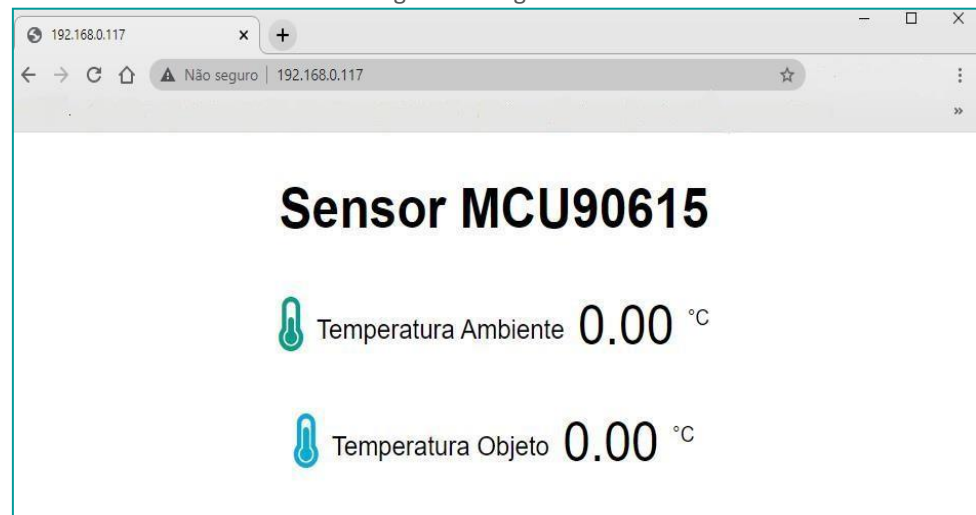 192.168.0.117
Não seguro | 192.168.0.117
Sensor MCU90615
Temperatura Ambiente 0.00 °C
Temperatura Objeto 0.00 °C